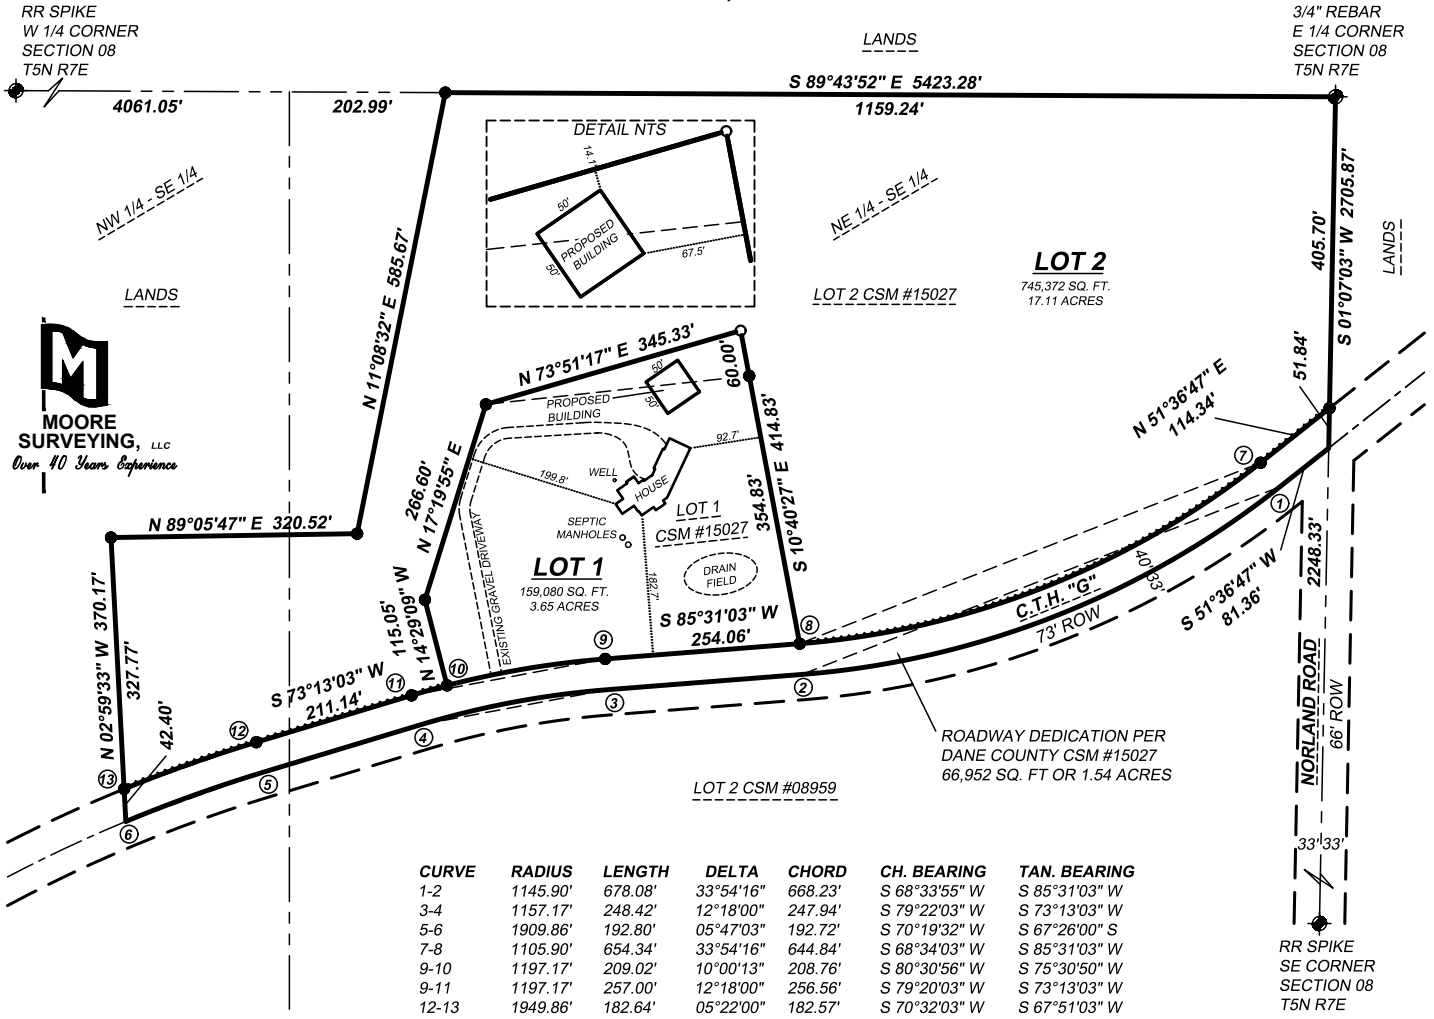 RR SPIKE
W 1/4 CORNER
SECTION 08
T5N R7E
3/4" REBAR
E 1/4 CORNER
SECTION 08
T5N R7E
LANDS
S 89°43'52" E 5423.28'
4061.05'
202.99'
1159.24'
DETAIL NTS
14.1'
50'
PROPOSED
BUILDING
50'
67.5'
NW 1/4 - SE 1/4
NE 1/4 - SE 1/4
LANDS
LANDS
N 11°08'32" E 585.67'
LOT 2
745,372 SQ. FT.
17.11 ACRES
LOT 2 CSM #15027
405.70'
S 01°07'03" W 2705.87'
51.84'
M
MOORE
SURVEYING, LLC
Over 40 Years Experience
N 73°51'17" E 345.33'
60.00'
50'
50'
PROPOSED
BUILDING
N 51°36'47" E
114.34'
266.60'
N 17°19'55" E
199.8'
92.7'
WELL
HOUSE
SEPTIC
MANHOLES
LOT 1
CSM #15027
354.83'
S 10°40'27" E 414.83'
7
1
N 89°05'47" E 320.52'
EXISTING GRAVEL DRIVEWAY
LOT 1
159,080 SQ. FT.
3.65 ACRES
DRAIN
FIELD
182.7'
S 85°31'03" W
254.06'
N 02°59'33" W 370.17'
327.77'
42.40'
115.05'
N 14°29'09" W
S 73°13'03" W
211.14'
8
9
10
11
12
13
2
3
4
5
6
C.T.H. "G"
73' ROW
40'
33'
S 51°36'47" W
81.36'
2248.33'
NORLAND ROAD
66' ROW
33'
33'
ROADWAY DEDICATION PER
DANE COUNTY CSM #15027
66,952 SQ. FT OR 1.54 ACRES
LOT 2 CSM #08959
CURVE RADIUS LENGTH DELTA CHORD CH. BEARING TAN. BEARING
1-2 1145.90' 678.08' 33°54'16" 668.23' S 68°33'55" W S 85°31'03" W
3-4 1157.17' 248.42' 12°18'00" 247.94' S 79°22'03" W S 73°13'03" W
5-6 1909.86' 192.80' 05°47'03" 192.72' S 70°19'32" W S 67°26'00" S
7-8 1105.90' 654.34' 33°54'16" 644.84' S 68°34'03" W S 85°31'03" W
9-10 1197.17' 209.02' 10°00'13" 208.76' S 80°30'56" W S 75°30'50" W
9-11 1197.17' 257.00' 12°18'00" 256.56' S 79°20'03" W S 73°13'03" W
12-13 1949.86' 182.64' 05°22'00" 182.57' S 70°32'03" W S 67°51'03" W
RR SPIKE
SE CORNER
SECTION 08
T5N R7E